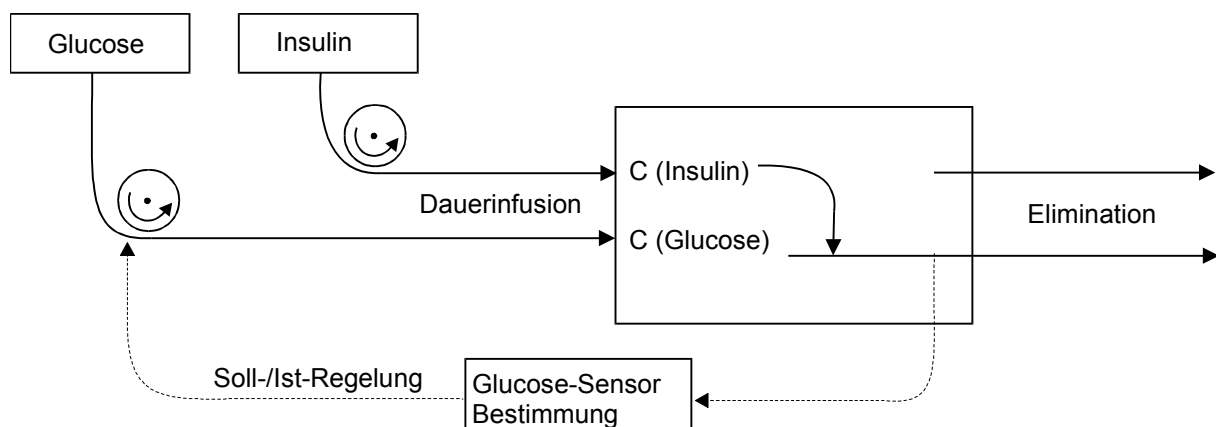 Glucose
Insulin
C (Insulin)
Dauerinfusion
Elimination
C (Glucose)
Soll-/Ist-Regelung
Glucose-Sensor
Bestimmung